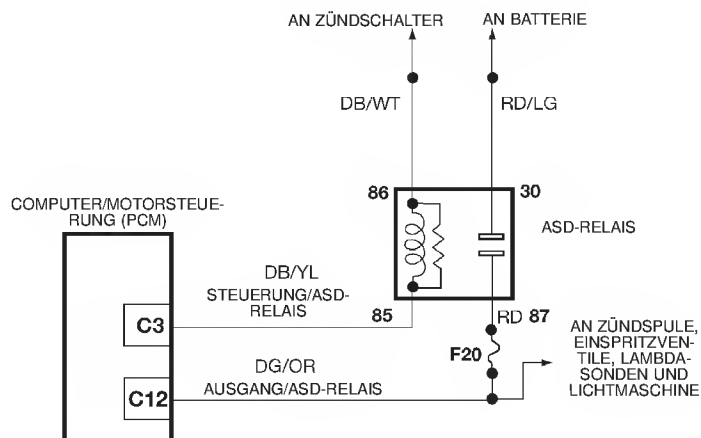 AN ZÜNDSCHALTER
AN BATTERIE
DB/WT
RD/LG
86
30
COMPUTER/MOTORSTEUE-
RUNG (PCM)
ASD-RELAIS
DB/YL
STEUERUNG/ASD-
RELAIS
85
RD 87
C3
F20
AN ZÜNDSPULE,
EINSPRITZVEN-
TILE, LAMBDA-
SONDEN UND
LICHTMASCHINE
DG/OR
C12
AUSGANG/ASD-RELAIS